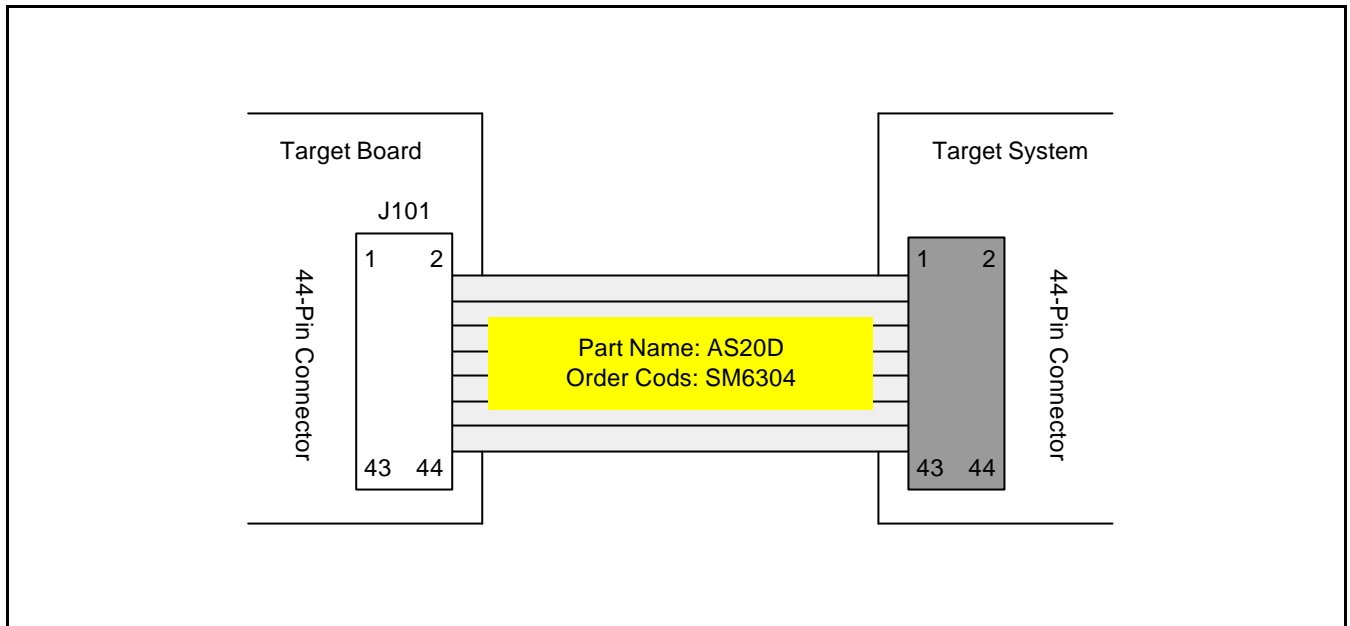 Target Board
Target System
J101
1 2
1 2
44-Pin Connector
Part Name: AS20D
Order Cods: SM6304
44-Pin Connector
43 44
43 44